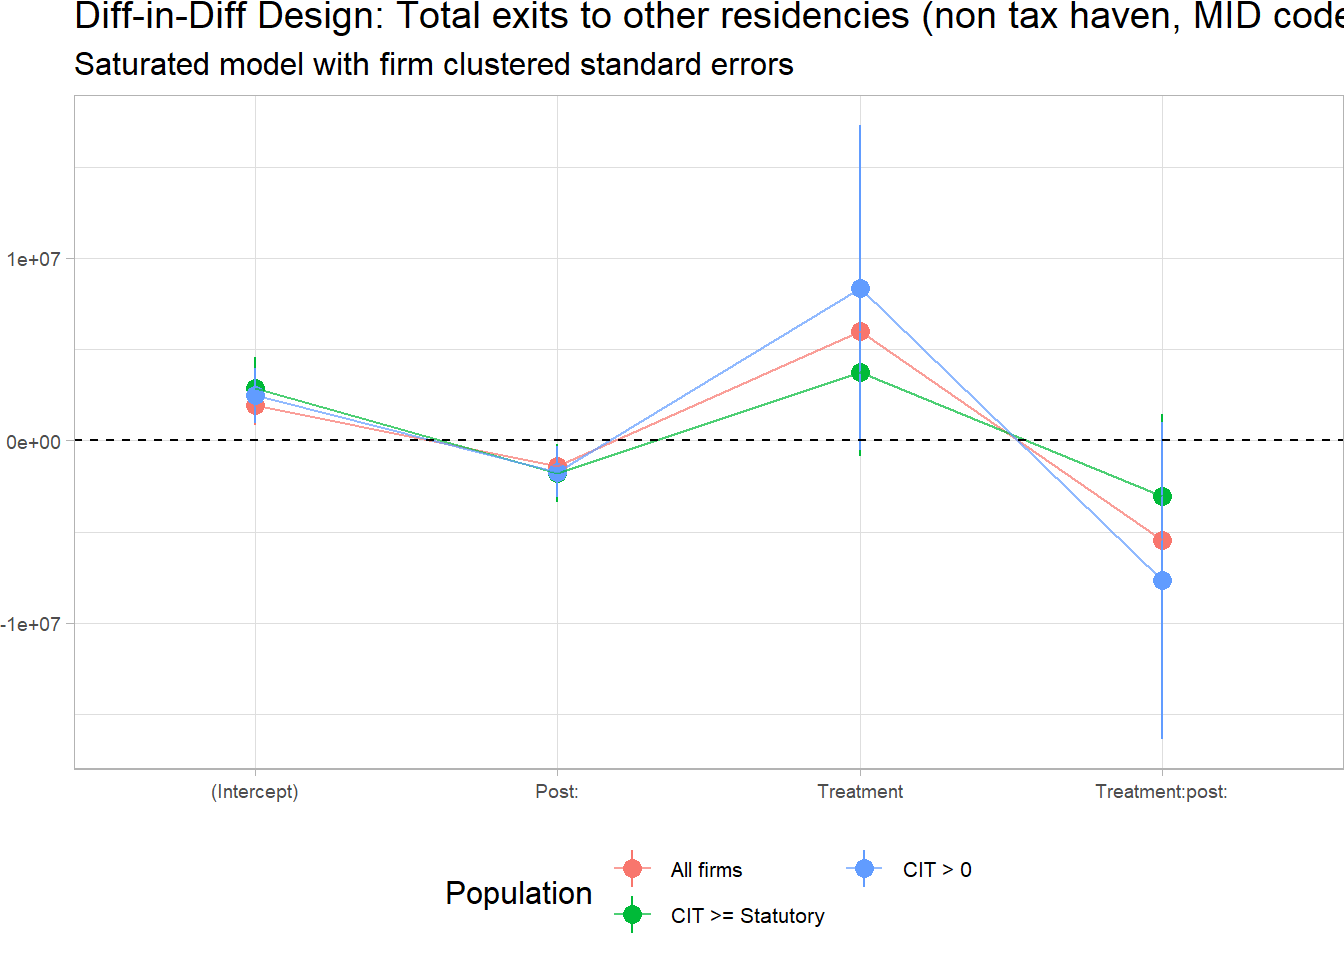 Diff-in-Diff Design: Total exits to other residencies (non tax haven, MID code
Saturated model with firm clustered standard errors
1e+07
0e+00
-1e+07
(Intercept) Post: Treatment Treatment:post:
Population
All firms
CIT >= Statutory
CIT > 0